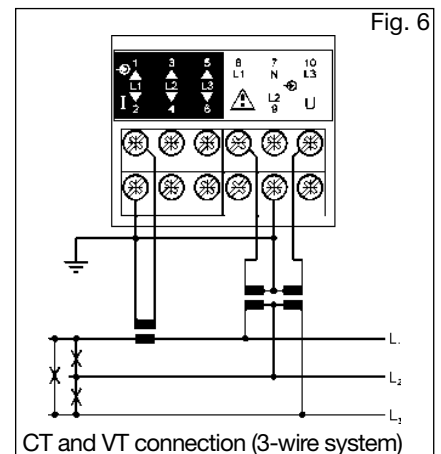 Fig. 6
1 3 5 8 7 10
L1 N L3
L1 L2 L3
L2
I 2 4 6 9 U
L2
L3
CT and VT connection (3-wire system)